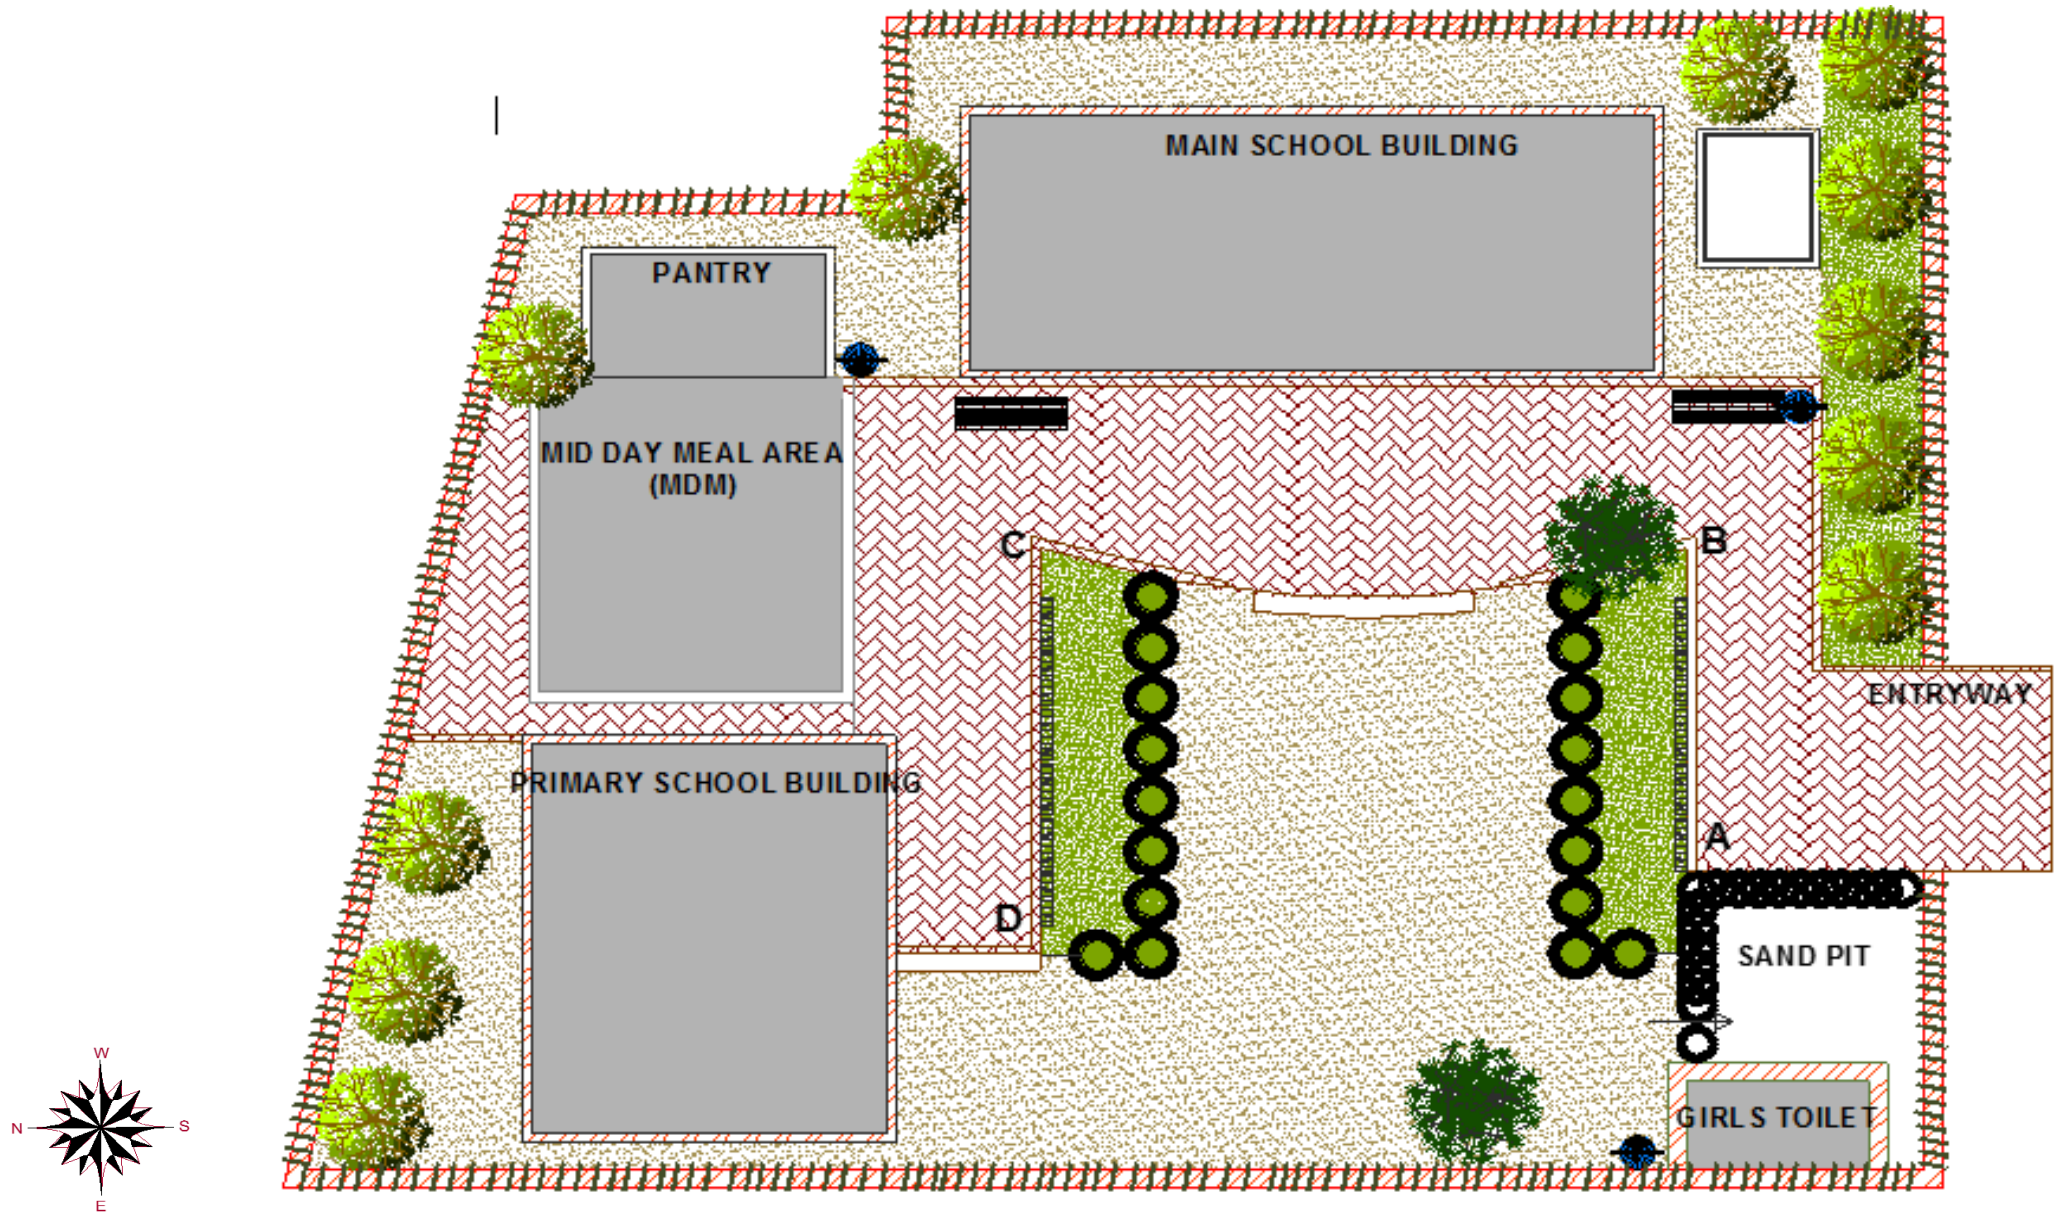 MAIN SCHOOL BUILDING
PANTRY
MID DAY MEAL AREA
(MDM)
C
B
ENTRYWAY
PRIMARY SCHOOL BUILDING
A
D
SAND PIT
GIRLS TOILET
W
N
S
E